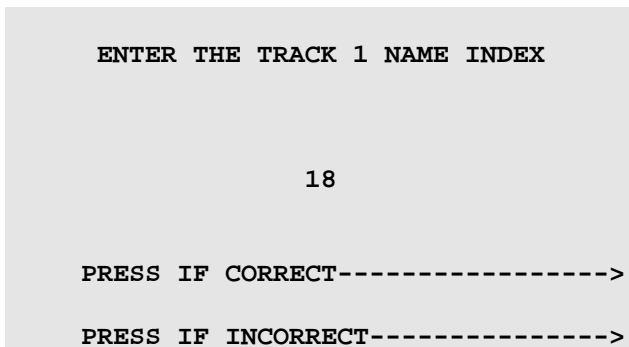 ENTER THE TRACK 1 NAME INDEX
18
PRESS IF CORRECT----------------->
PRESS IF INCORRECT--------------->